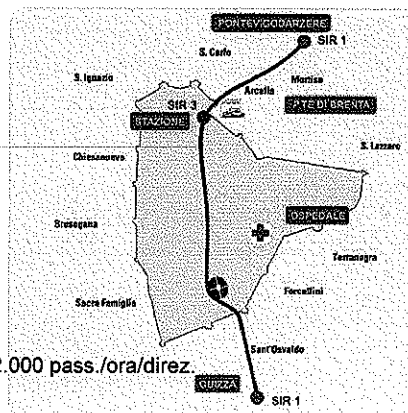 PONTEVIGODARZERE
SIR 1
S. Carlo
Arcella
Mortise
S. Ignazio
SIR 3
STAZIONE
P.TE DI BRENTA
S. Lazzaro
Chiesanuova
OSPEDALE
Brusegana
Terranegra
Forcellini
Sacra Famiglia
Sant'Osvaldo
2.000 pass./ora/direz.
GUIZZA
SIR 1